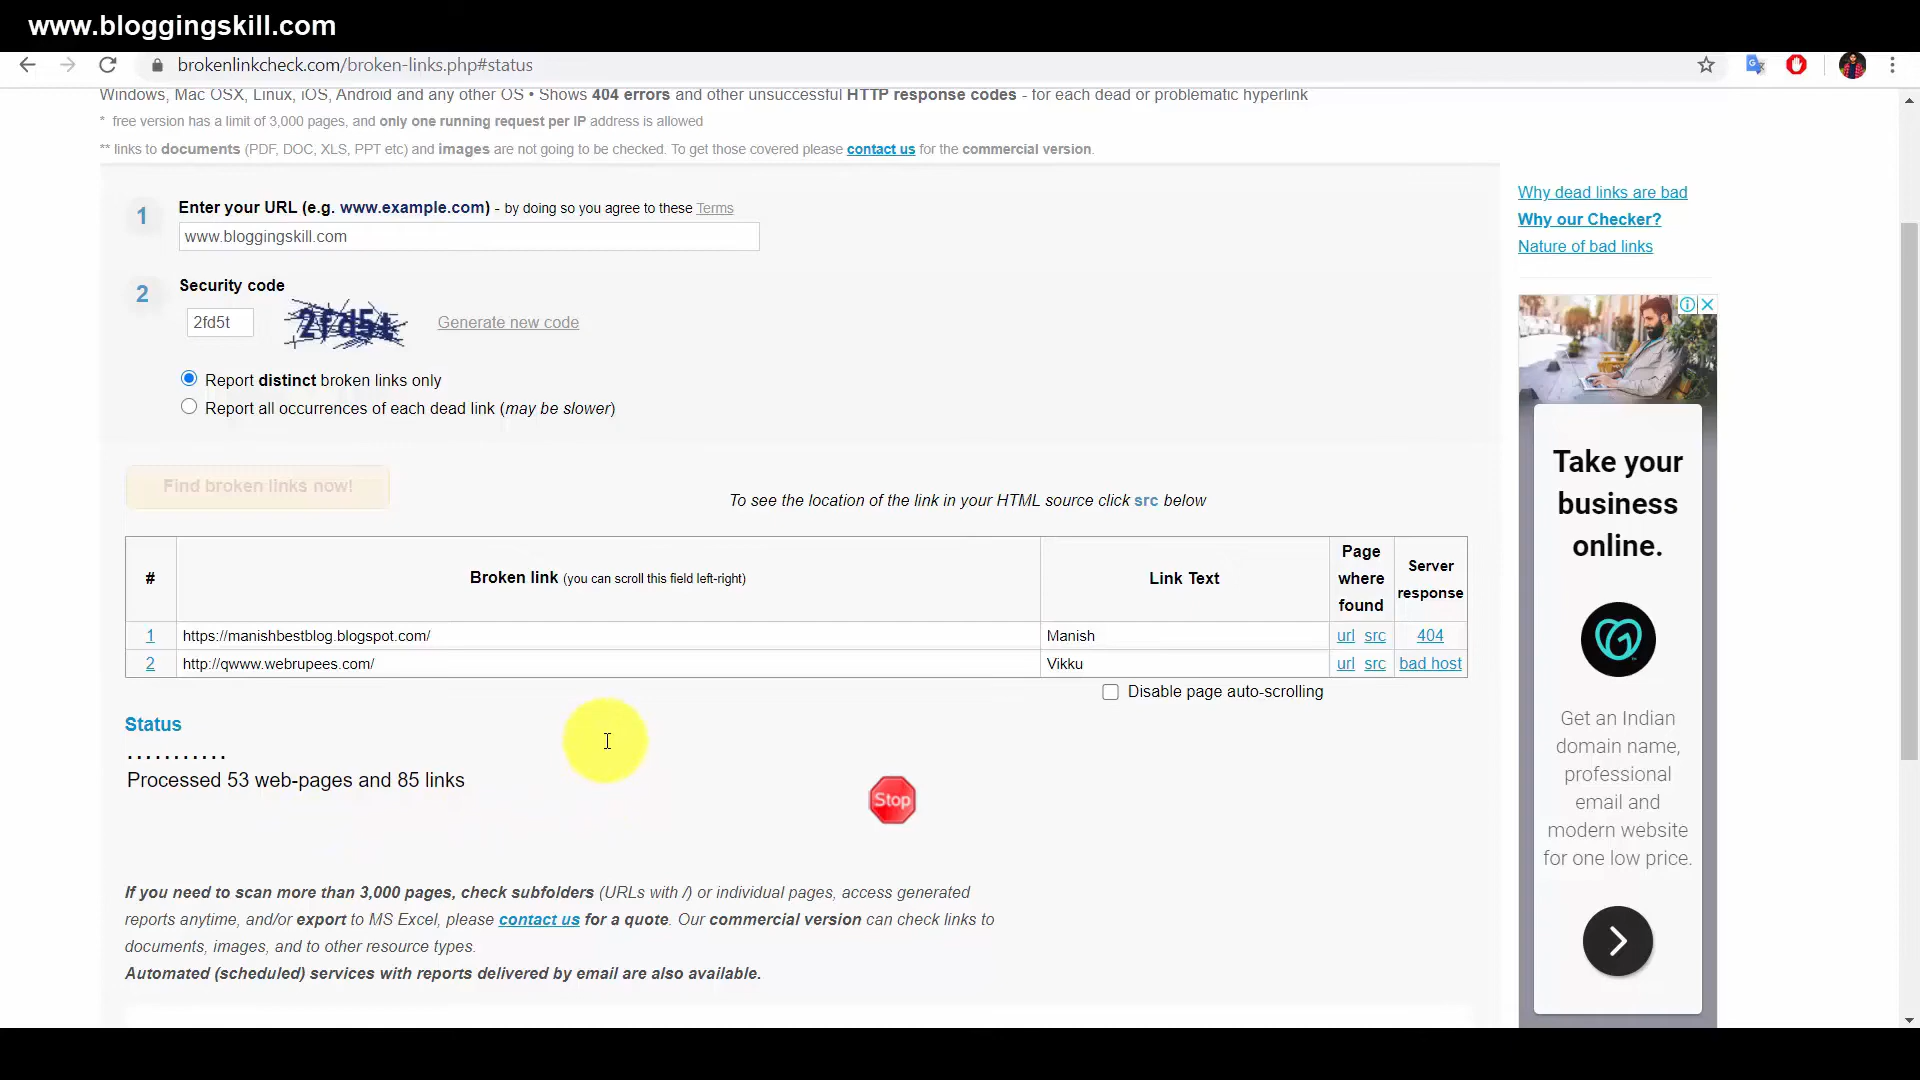 www.bloggingskill.com
brokenlinkcheck.com/broken-links.php#status
Windows, Mac OSX, Linux, iOS, Android and any other OS • Shows 404 errors and other unsuccessful HTTP response codes - for each dead or problematic hyperlink
* free version has a limit of 3,000 pages, and only one running request per IP address is allowed
** links to documents (PDF, DOC, XLS, PPT etc) and images are not going to be checked. To get those covered please contact us for the commercial version.
1 Enter your URL (e.g. www.example.com) - by doing so you agree to these Terms
www.bloggingskill.com
2 Security code
2fd5t 2fd5t Generate new code
Report distinct broken links only
Report all occurrences of each dead link (may be slower)
Find broken links now!
To see the location of the link in your HTML source click src below
# Broken link (you can scroll this field left-right) Link Text Page where found Server response
1 https://manishbestblog.blogspot.com/ Manish url src 404
2 http://qwww.webrupees.com/ Vikku url src bad host
Disable page auto-scrolling
Status
...........
Processed 53 web-pages and 85 links
Stop
If you need to scan more than 3,000 pages, check subfolders (URLs with /) or individual pages, access generated
reports anytime, and/or export to MS Excel, please contact us for a quote. Our commercial version can check links to
documents, images, and to other resource types.
Automated (scheduled) services with reports delivered by email are also available.
Why dead links are bad
Why our Checker?
Nature of bad links
Take your
business
online.
Get an Indian
domain name,
professional
email and
modern website
for one low price.